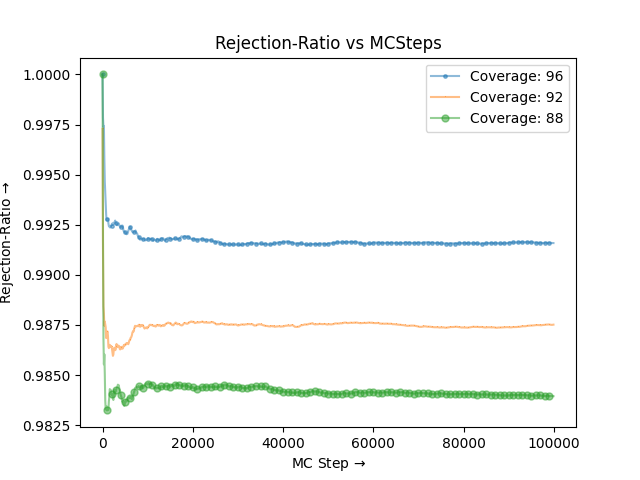 Rejection-Ratio vs MCSteps
Rejection-Ratio →
1.0000
0.9975
0.9950
0.9925
0.9900
0.9875
0.9850
0.9825
Coverage: 96
Coverage: 92
Coverage: 88
0
20000
40000
60000
80000
100000
MC Step →